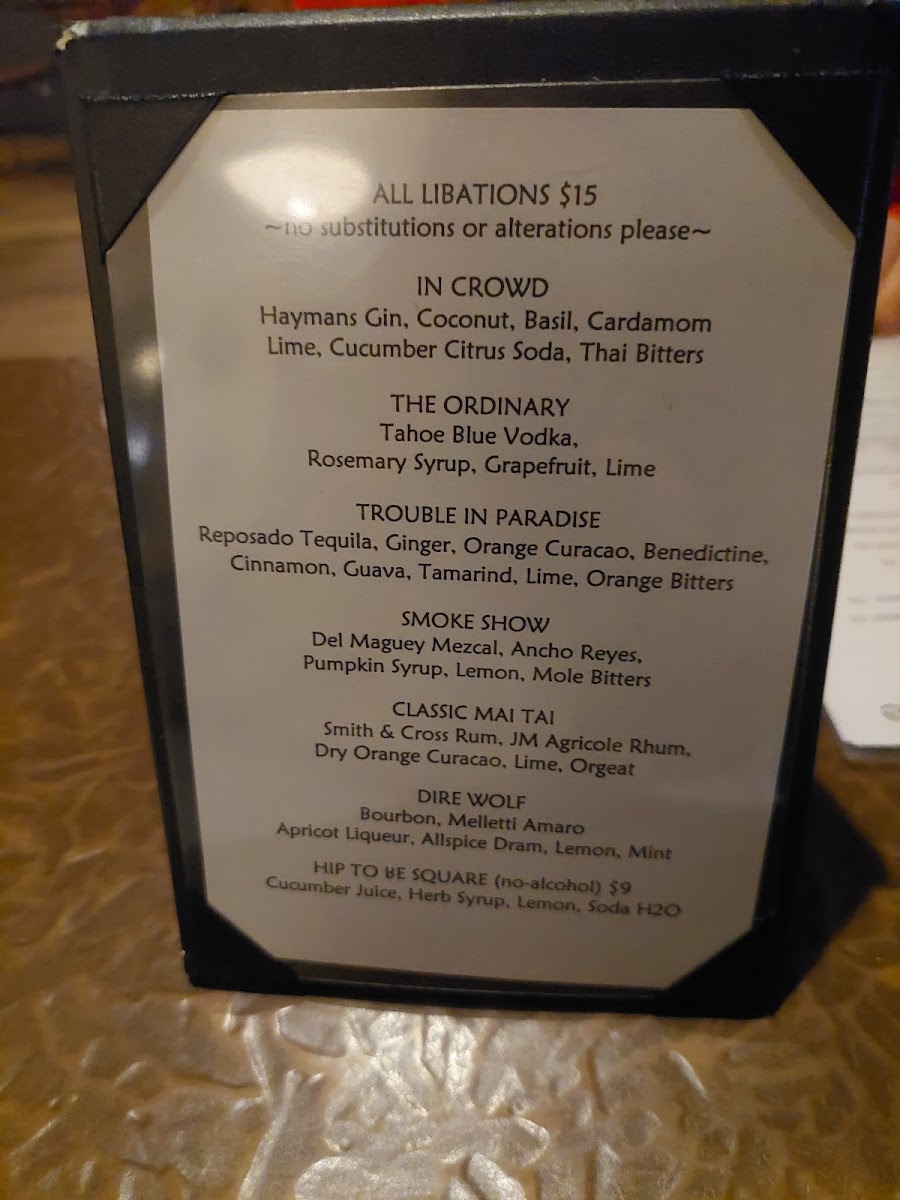 ALL LIBATIONS $15
~no substitutions or alterations please~
IN CROWD
Haymans Gin, Coconut, Basil, Cardamom
Lime, Cucumber Citrus Soda, Thai Bitters
THE ORDINARY
Tahoe Blue Vodka,
Rosemary Syrup, Grapefruit, Lime
TROUBLE IN PARADISE
Reposado Tequila, Ginger, Orange Curacao, Benedictine,
Cinnamon, Guava, Tamarind, Lime, Orange Bitters
SMOKE SHOW
Del Maguey Mezcal, Ancho Reyes,
Pumpkin Syrup, Lemon, Mole Bitters
CLASSIC MAI TAI
Smith & Cross Rum, JM Agricole Rhum,
Dry Orange Curacao, Lime, Orgeat
DIRE WOLF
Bourbon, Melletti Amaro
Apricot Liqueur, Allspice Dram, Lemon, Mint
HIP TO BE SQUARE (no-alcohol) $9
Cucumber Juice, Herb Syrup, Lemon, Soda H2O